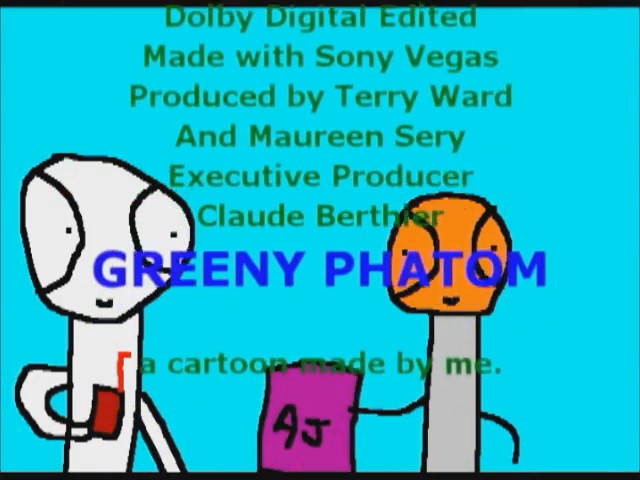 Dolby Digital Edited
Made with Sony Vegas
Produced by Terry Ward
And Maureen Sery
Executive Producer
Claude Berthier
GREENY PHATOM
a cartoon made by me.
AJ